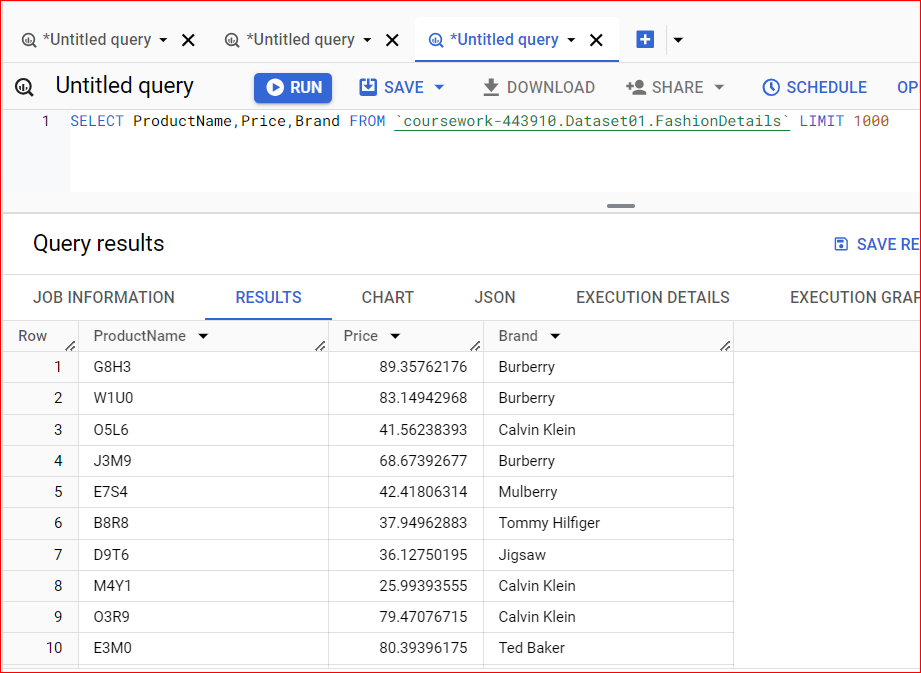 *Untitled query *Untitled query *Untitled query
Untitled query RUN SAVE DOWNLOAD SHARE SCHEDULE OP
1 SELECT ProductName,Price,Brand FROM `coursework-443910.Dataset01.FashionDetails` LIMIT 1000
Query results SAVE RE
JOB INFORMATION RESULTS CHART JSON EXECUTION DETAILS EXECUTION GRAP
Row ProductName Price Brand
1 G8H3 89.35762176 Burberry
2 W1U0 83.14942968 Burberry
3 O5L6 41.56238393 Calvin Klein
4 J3M9 68.67392677 Burberry
5 E7S4 42.41806314 Mulberry
6 B8R8 37.94962883 Tommy Hilfiger
7 D9T6 36.12750195 Jigsaw
8 M4Y1 25.99393555 Calvin Klein
9 O3R9 79.47076715 Calvin Klein
10 E3M0 80.39396175 Ted Baker